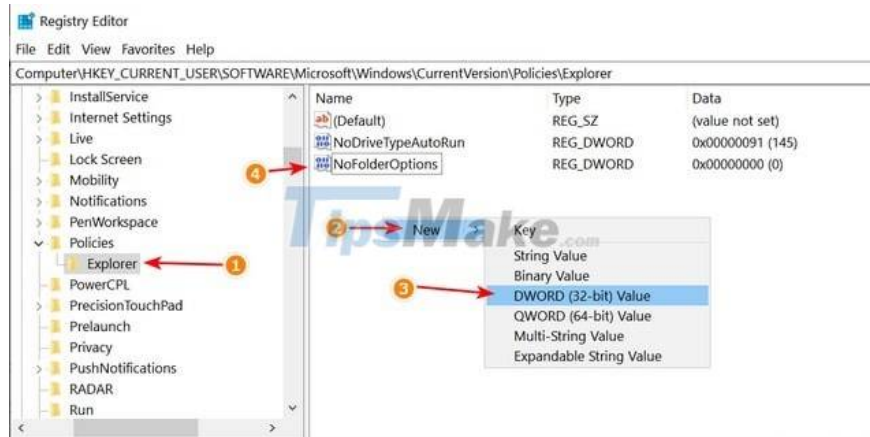 Registry Editor
File Edit View Favorites Help
Computer\HKEY_CURRENT_USER\SOFTWARE\Microsoft\Windows\CurrentVersion\Policies\Explorer
InstallService
Internet Settings
Live
Lock Screen
Mobility
Notifications
PenWorkspace
Policies
Explorer
PowerCPL
PrecisionTouchPad
Prelaunch
Privacy
PushNotifications
RADAR
Run
Name Type Data
ab (Default) REG_SZ (value not set)
NoDriveTypeAutoRun REG_DWORD 0x00000091 (145)
NoFolderOptions REG_DWORD 0x00000000 (0)
4
1
2
3
TipsMake.com
New
Key
String Value
Binary Value
DWORD (32-bit) Value
QWORD (64-bit) Value
Multi-String Value
Expandable String Value